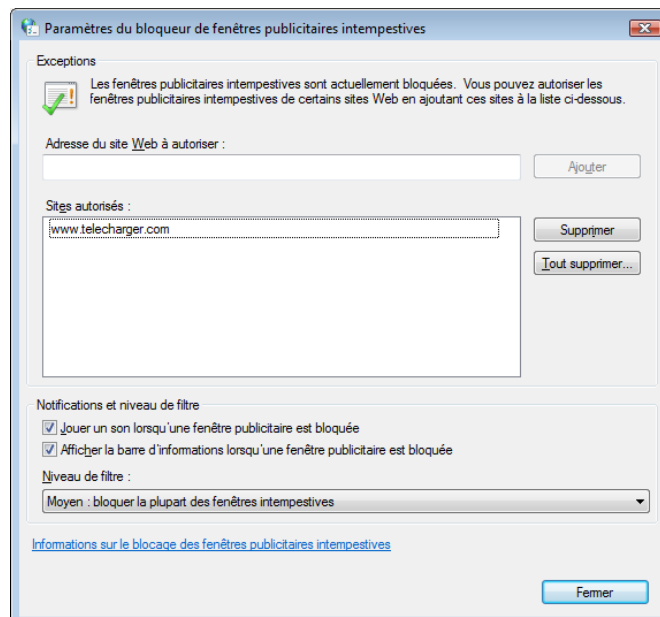 Paramètres du bloqueur de fenêtres publicitaires intempestives
Exceptions
Les fenêtres publicitaires intempestives sont actuellement bloquées. Vous pouvez autoriser les
fenêtres publicitaires intempestives de certains sites Web en ajoutant ces sites à la liste ci-dessous.
Adresse du site Web à autoriser :
Ajouter
Sites autorisés :
www.telecharger.com
Supprimer
Tout supprimer...
Notifications et niveau de filtre
Jouer un son lorsqu'une fenêtre publicitaire est bloquée
Afficher la barre d'informations lorsqu'une fenêtre publicitaire est bloquée
Niveau de filtre :
Moyen : bloquer la plupart des fenêtres intempestives
Informations sur le blocage des fenêtres publicitaires intempestives
Fermer